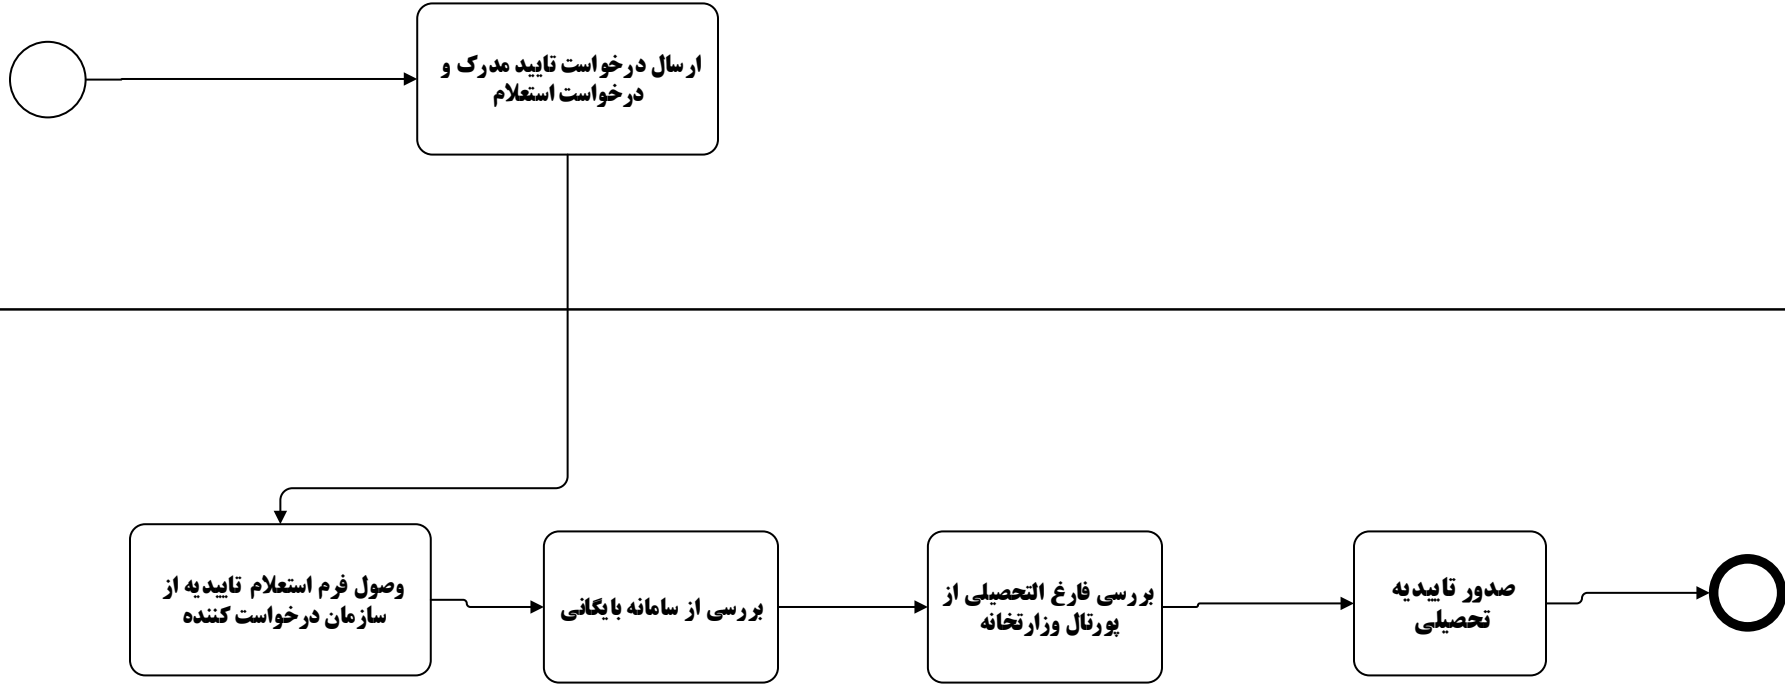 ارسال درخواست تایید مدرک و
درخواست استعلام
وصول فرم استعلام تاییدیه از
سازمان درخواست کننده
بررسی از سامانه بایگانی
بررسی فارغ التحصیلی از
پورتال وزارتخانه
صدور تاییدیه
تحصیلی